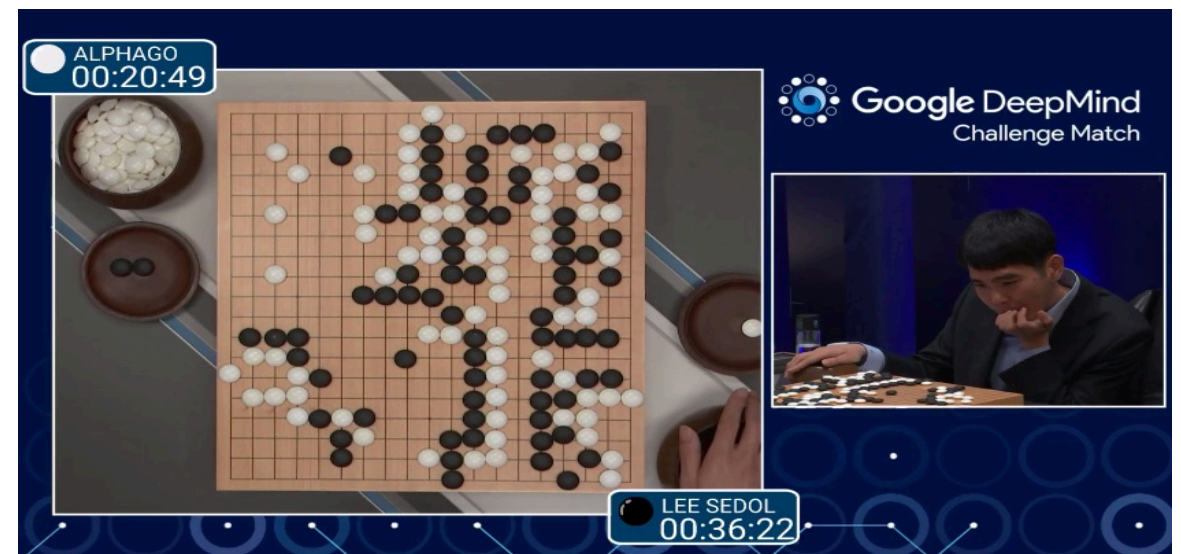 ALPHAGO
00:20:49
Google DeepMind
Challenge Match
LEE SEDOL
00:36:22